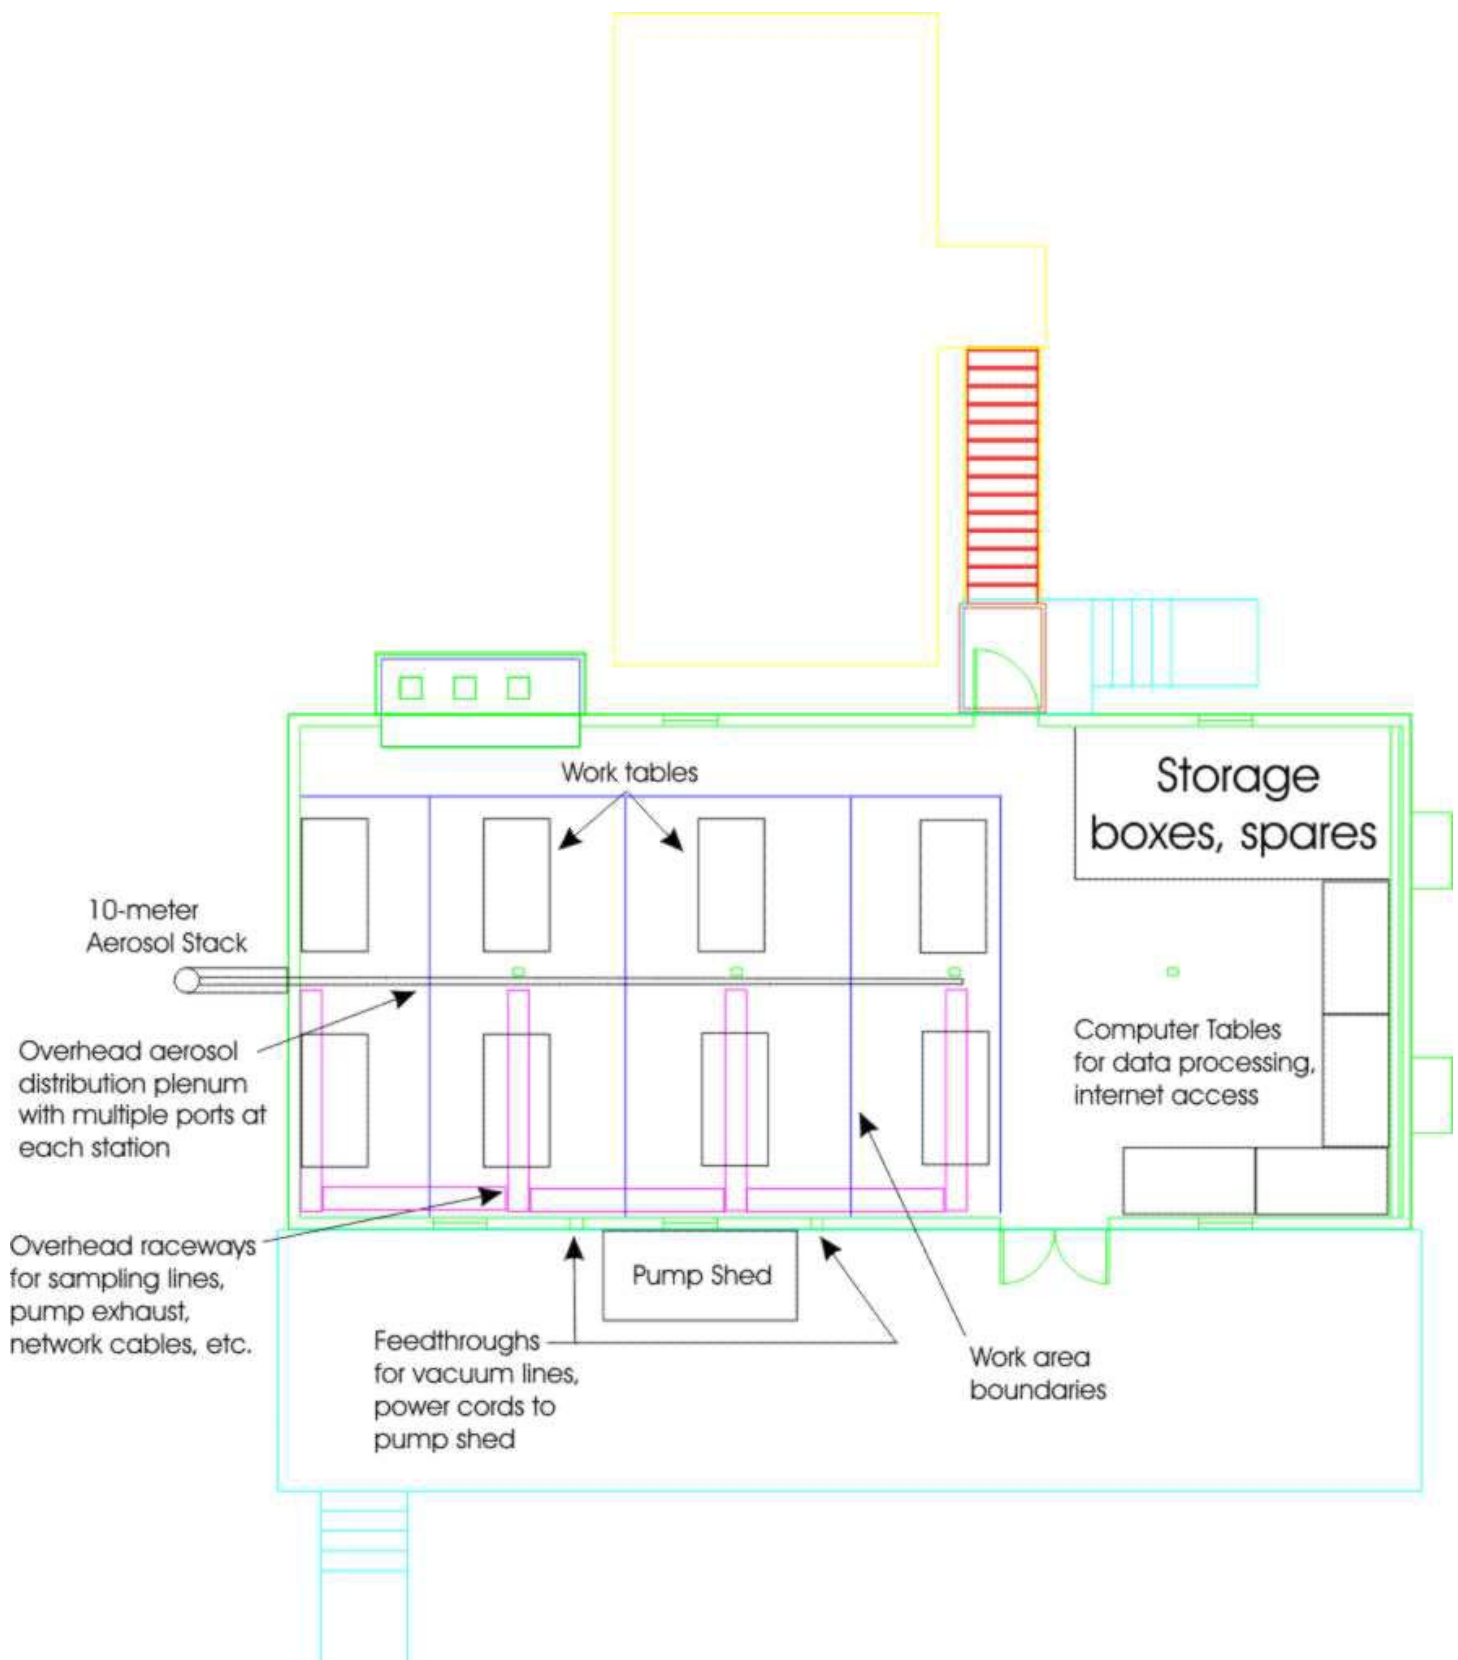 Work tables
Storage
boxes, spares
10-meter
Aerosol Stack
Overhead aerosol
distribution plenum
with multiple ports at
each station
Computer Tables
for data processing,
internet access
Overhead raceways
for sampling lines,
pump exhaust,
network cables, etc.
Pump Shed
Feedthroughs
for vacuum lines,
power cords to
pump shed
Work area
boundaries